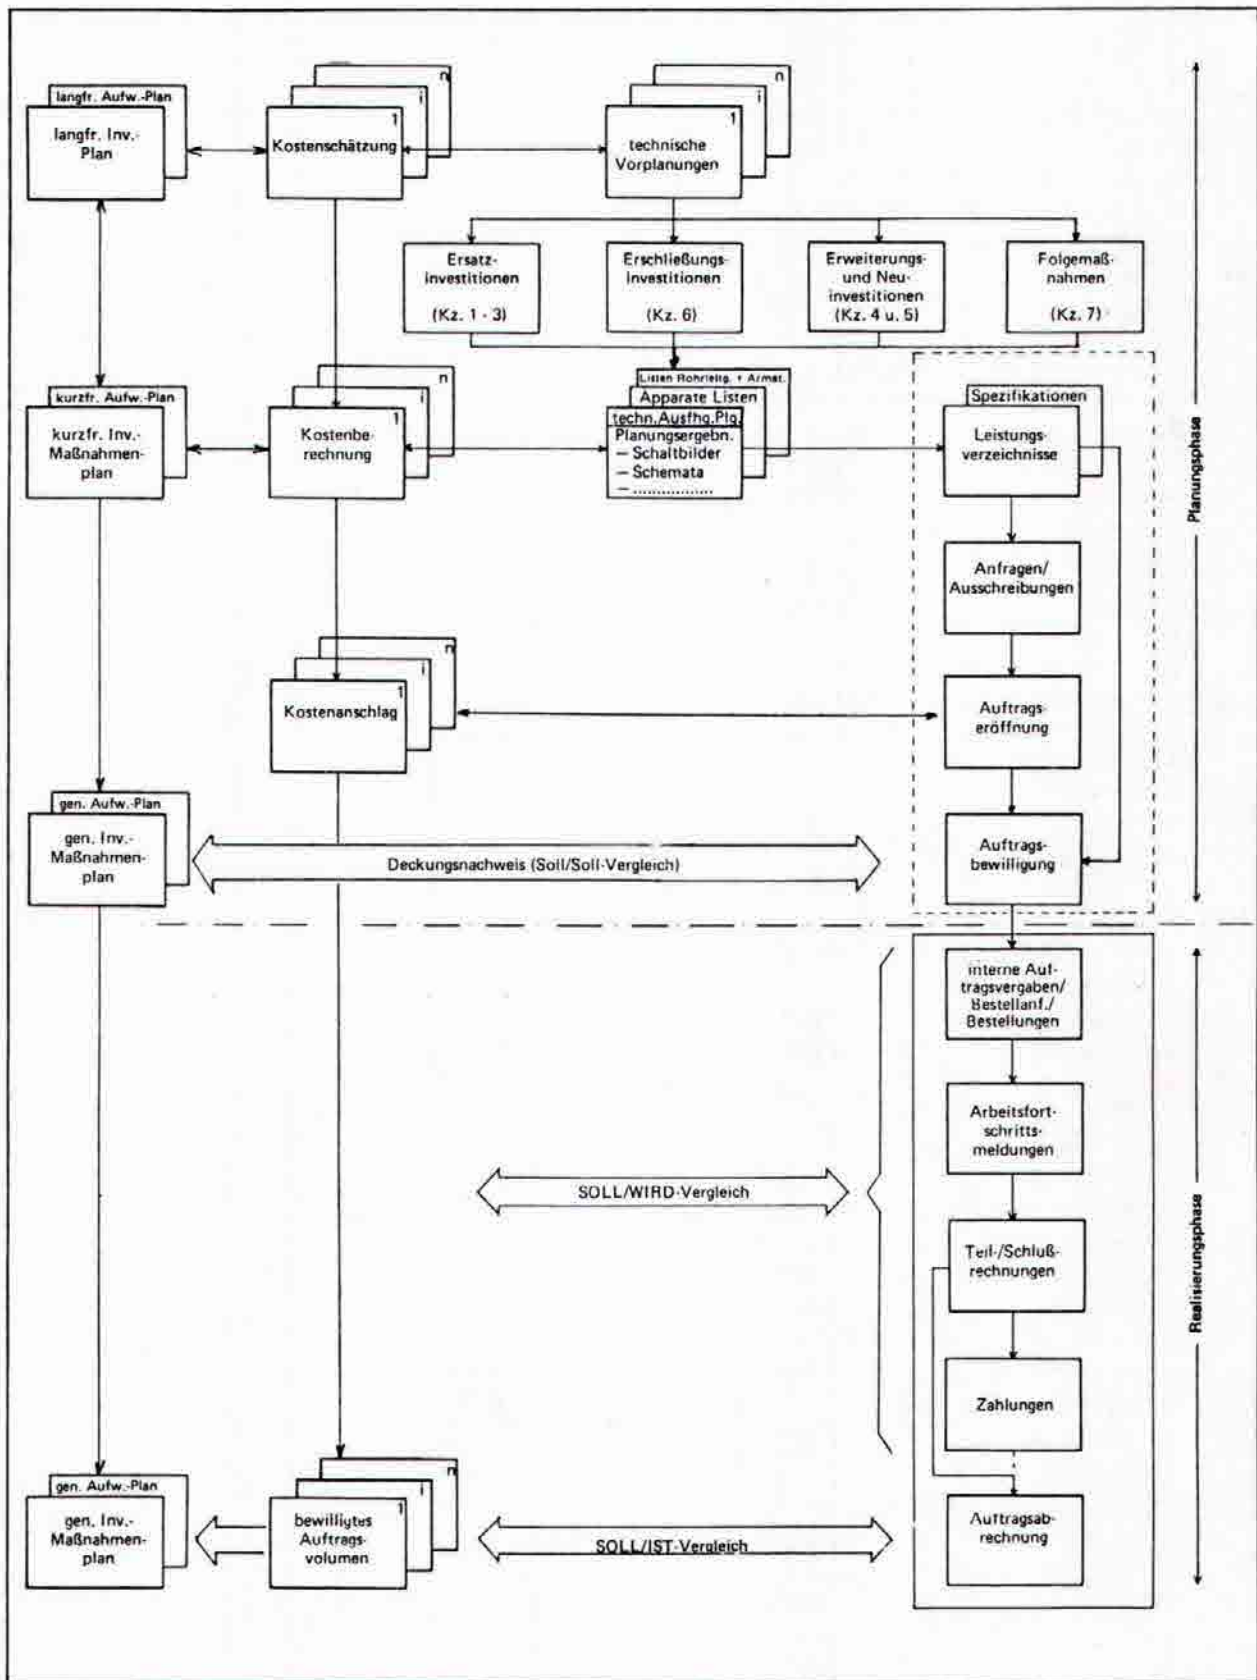 n
i
1
langfr. Aufw.-Plan
langfr. Inv.-
Plan
Kostenschätzung
n
i
1
technische
Vorplanungen
Ersatz-
investitionen
(Kz. 1 - 3)
Erschließungs-
investitionen
(Kz. 6)
Erweiterungs-
und Neu-
investitionen
(Kz. 4 u. 5)
Folgemaß-
nahmen
(Kz. 7)
kurzfr. Aufw.-Plan
kurzfr. Inv.-
Maßnahmen-
plan
n
i
1
Kostenbe-
rechnung
Listen Rohrleitg. + Armat.
Apparate Listen
techn.Ausfhg.Plg.
Planungsergebn.
— Schaltbilder
— Schemata
— ................
Spezifikationen
Leistungs-
verzeichnisse
Anfragen/
Ausschreibungen
n
i
1
Kostenanschlag
Auftrags-
eröffnung
gen. Aufw.-Plan
gen. Inv.-
Maßnahmen-
plan
Deckungsnachweis (Soll/Soll-Vergleich)
Auftrags-
bewilligung
Planungsphase
interne Auf-
tragsvergaben/
Bestellanf./
Bestellungen
Arbeitsfort-
schritts-
meldungen
SOLL/WIRD-Vergleich
Teil-/Schluß-
rechnungen
Zahlungen
gen. Aufw.-Plan
gen. Inv.-
Maßnahmen-
plan
n
i
1
bewilligtes
Auftrags-
volumen
SOLL/IST-Vergleich
Auftragsab-
rechnung
Realisierungsphase